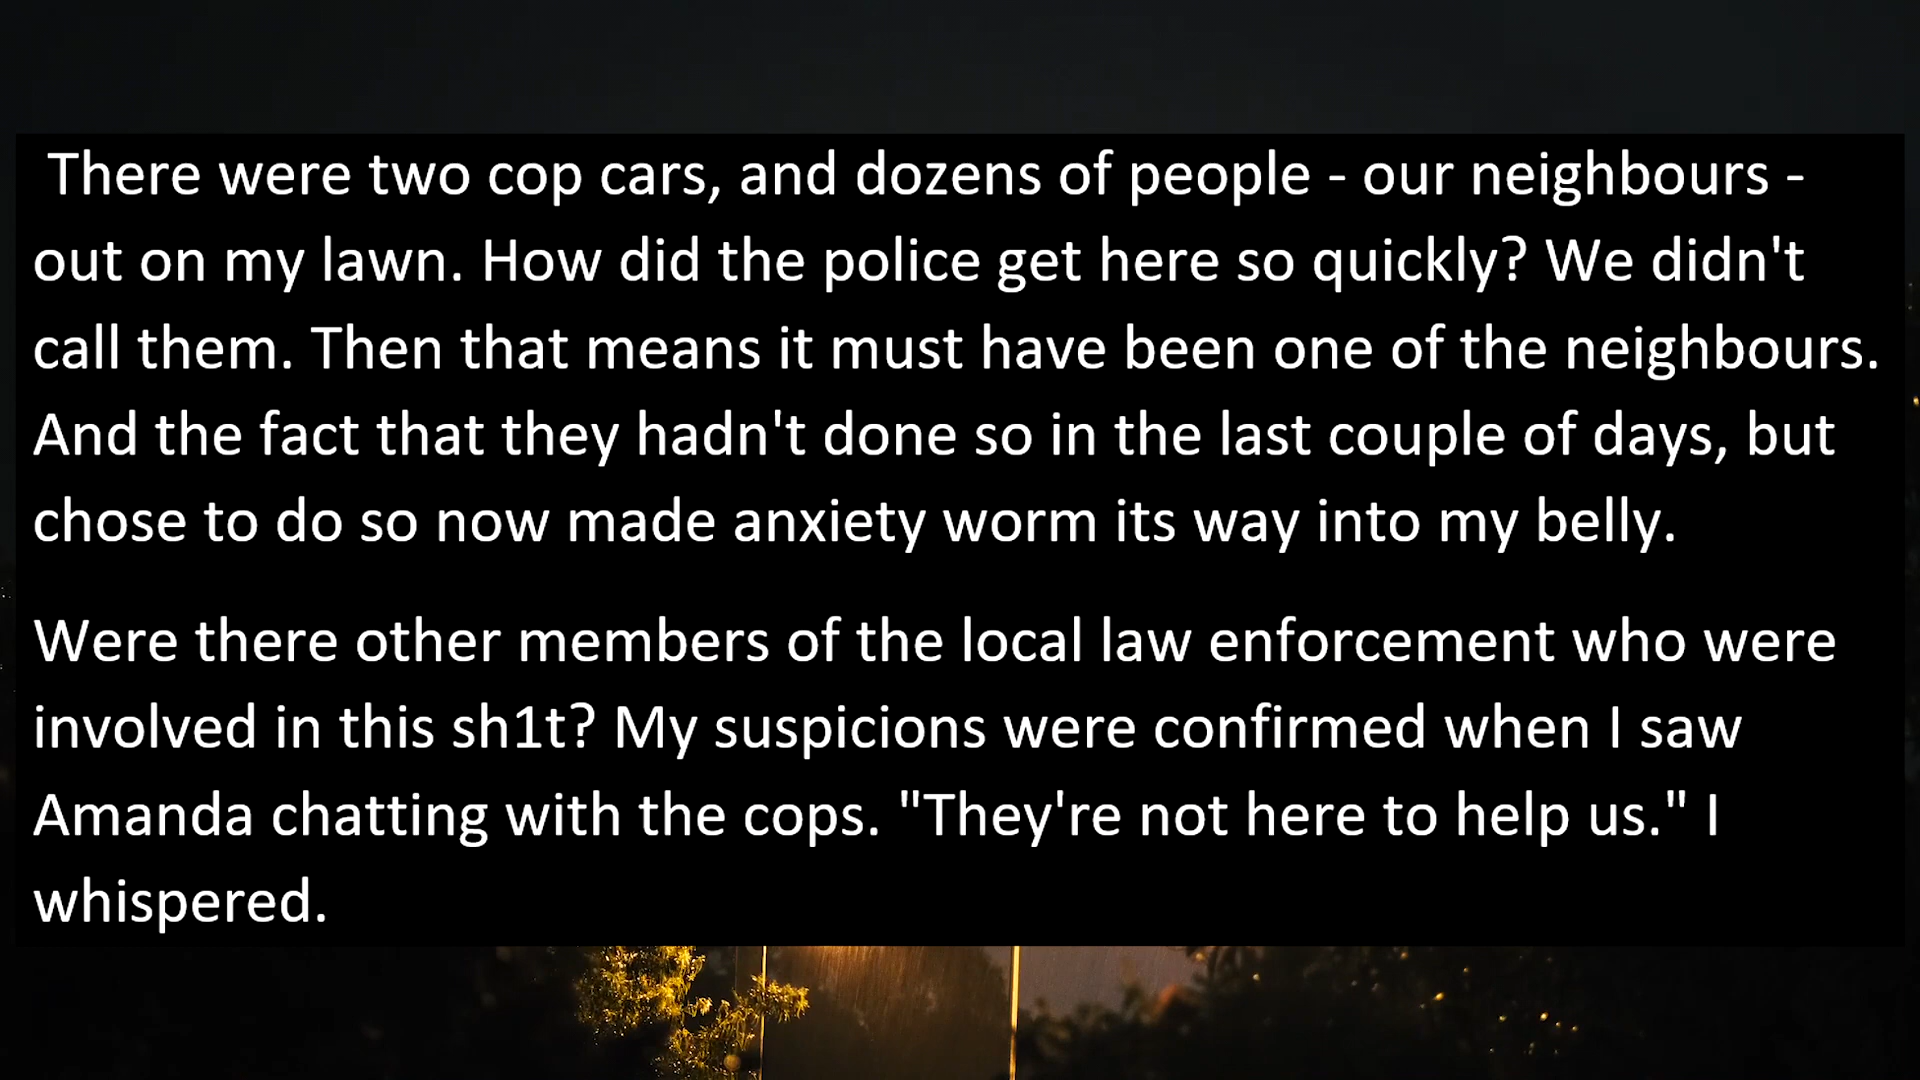 There were two cop cars, and dozens of people - our neighbours -
out on my lawn. How did the police get here so quickly? We didn't
call them. Then that means it must have been one of the neighbours.
And the fact that they hadn't done so in the last couple of days, but
chose to do so now made anxiety worm its way into my belly.
Were there other members of the local law enforcement who were
involved in this sh1t? My suspicions were confirmed when I saw
Amanda chatting with the cops. "They're not here to help us." I
whispered.